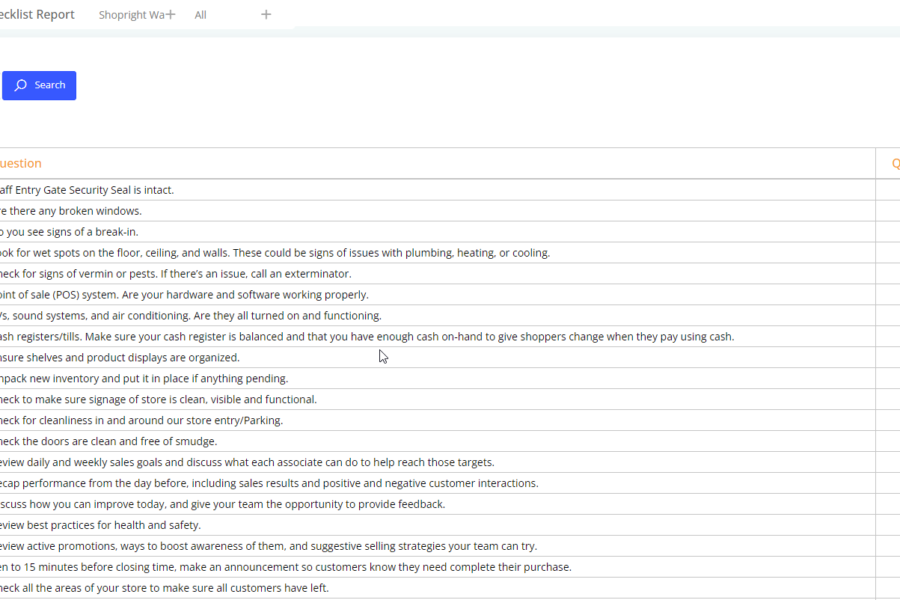 ecklist Report Shopright Wa+ All +
Search
uestion Q
aff Entry Gate Security Seal is intact.
re there any broken windows.
o you see signs of a break-in.
ook for wet spots on the floor, ceiling, and walls. These could be signs of issues with plumbing, heating, or cooling.
heck for signs of vermin or pests. If there's an issue, call an exterminator.
oint of sale (POS) system. Are your hardware and software working properly.
Vs, sound systems, and air conditioning. Are they all turned on and functioning.
ash registers/tills. Make sure your cash register is balanced and that you have enough cash on-hand to give shoppers change when they pay using cash.
nsure shelves and product displays are organized.
npack new inventory and put it in place if anything pending.
heck to make sure signage of store is clean, visible and functional.
heck for cleanliness in and around our store entry/Parking.
heck the doors are clean and free of smudge.
eview daily and weekly sales goals and discuss what each associate can do to help reach those targets.
ecap performance from the day before, including sales results and positive and negative customer interactions.
scuss how you can improve today, and give your team the opportunity to provide feedback.
eview best practices for health and safety.
eview active promotions, ways to boost awareness of them, and suggestive selling strategies your team can try.
en to 15 minutes before closing time, make an announcement so customers know they need complete their purchase.
heck all the areas of your store to make sure all customers have left.